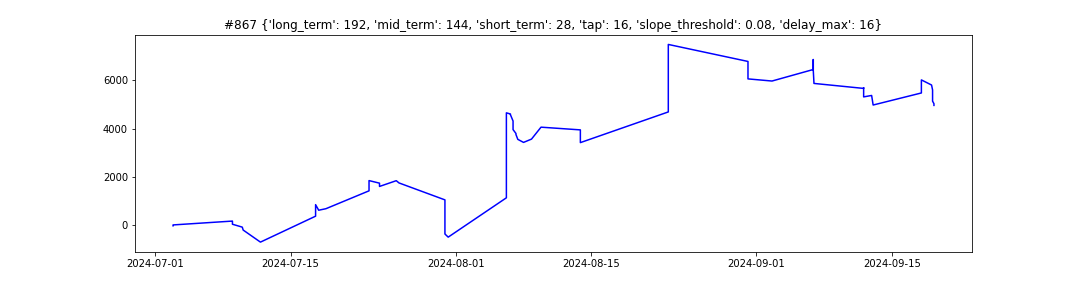 #867 {'long_term': 192, 'mid_term': 144, 'short_term': 28, 'tap': 16, 'slope_threshold': 0.08, 'delay_max': 16}
6000
4000
2000
0
2024-07-01 2024-07-15 2024-08-01 2024-08-15 2024-09-01 2024-09-15